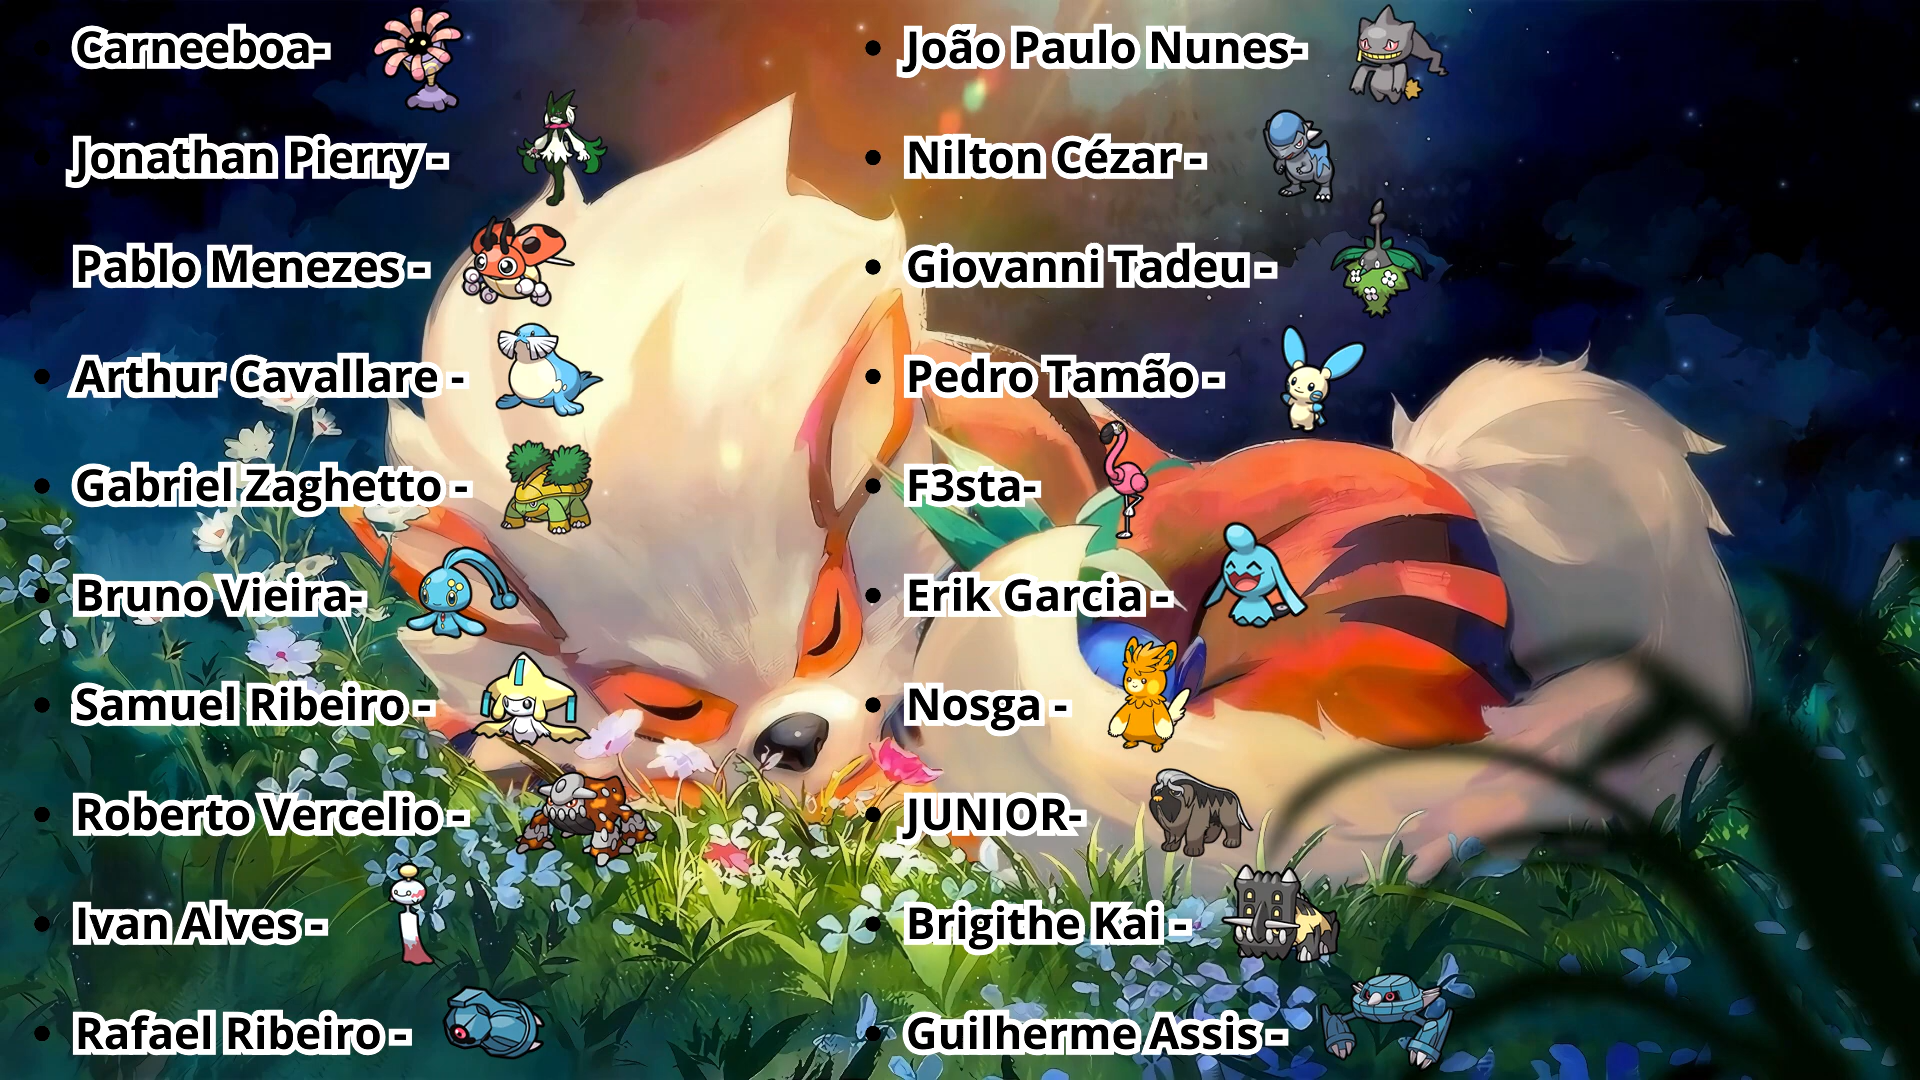 Carneeboa-
Jonathan Pierry -
Pablo Menezes -
Arthur Cavallare -
Gabriel Zaghetto -
Bruno Vieira-
Samuel Ribeiro -
Roberto Vercelio -
Ivan Alves -
Rafael Ribeiro -
João Paulo Nunes-
Nilton Cézar -
Giovanni Tadeu -
Pedro Tamão -
F3sta-
Erik Garcia -
Nosga -
JUNIOR-
Brigithe Kai -
Guilherme Assis -